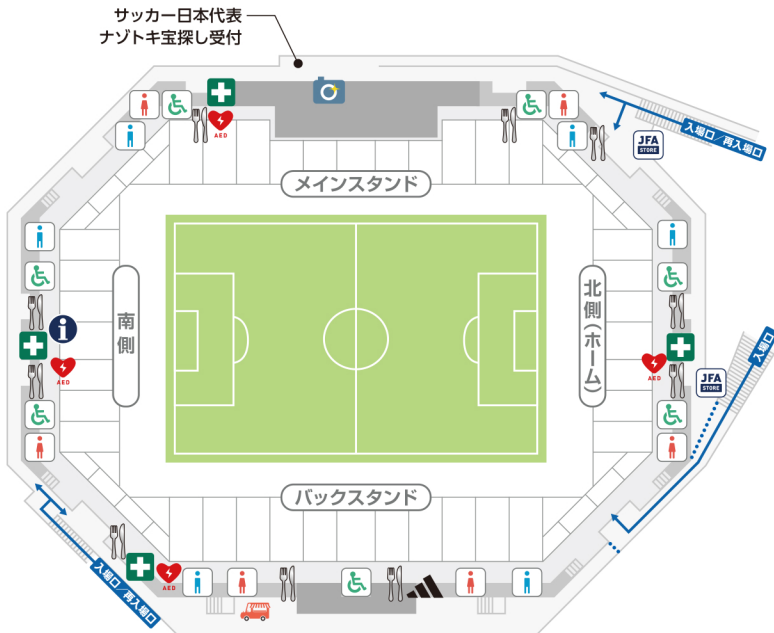 サッカー日本代表
ナゾトキ宝探し受付
AED
入場口／再入場口
JFA
STORE
メインスタンド
南側
北側（ホーム）
AED
AED
JFA
STORE
入場口
バックスタンド
AED
入場口／再入場口